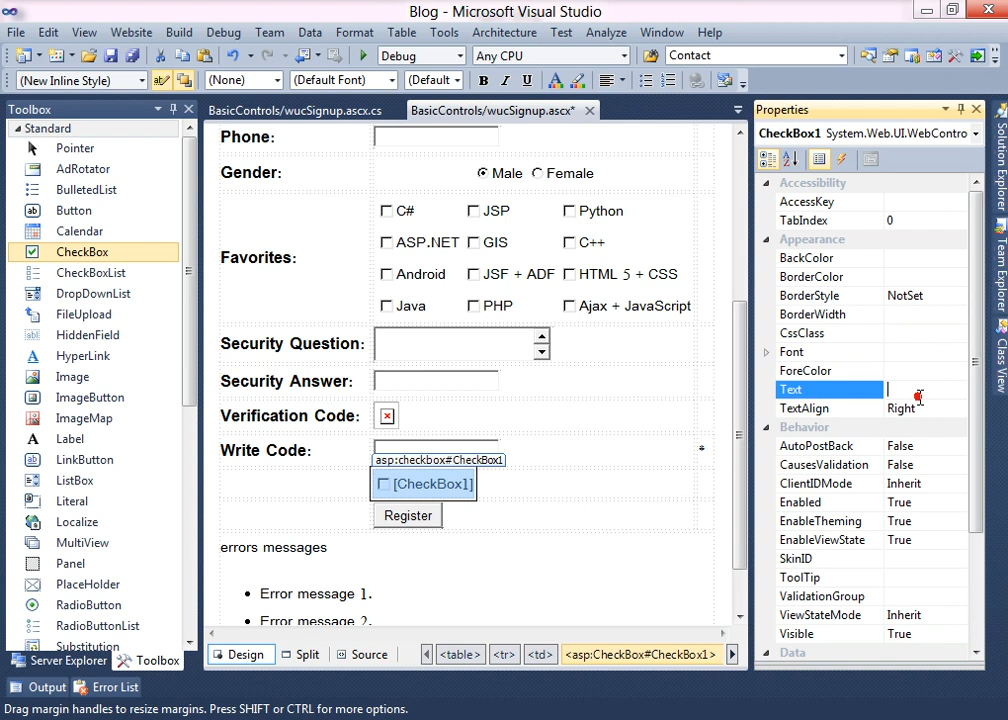 Blog - Microsoft Visual Studio
File Edit View Website Build Debug Team Data Format Table Tools Architecture Test Analyze Window Help
Debug Any CPU Contact
(New Inline Style) (None) (Default Font) (Default B I U A
Toolbox
Standard
Pointer
AdRotator
BulletedList
Button
Calendar
CheckBox
CheckBoxList
DropDownList
FileUpload
HiddenField
HyperLink
Image
ImageButton
ImageMap
A Label
LinkButton
ListBox
Literal
Localize
MultiView
Panel
PlaceHolder
RadioButton
RadioButtonList
Substitution
Server Explorer Toolbox
BasicControls/wucSignup.ascx.cs BasicControls/wucSignup.ascx*
Phone:
Gender: Male Female
Favorites:
C# JSP Python
ASP.NET GIS C++
Android JSF + ADF HTML 5 + CSS
Java PHP Ajax + JavaScript
Security Question:
Security Answer:
Verification Code:
Write Code: *
asp:checkbox#CheckBox1
[CheckBox1]
Register
errors messages
• Error message 1.
• Error message 2.
Design Split Source <table> <tr> <td> <asp:CheckBox#CheckBox1>
Properties
CheckBox1 System.Web.UI.WebContro
Accessibility
AccessKey
TabIndex 0
Appearance
BackColor
BorderColor
BorderStyle NotSet
BorderWidth
CssClass
Font
ForeColor
Text
TextAlign Right
Behavior
AutoPostBack False
CausesValidation False
ClientIDMode Inherit
Enabled True
EnableTheming True
EnableViewState True
SkinID
ToolTip
ValidationGroup
ViewStateMode Inherit
Visible True
Data
Solution Explorer
Team Explorer
Class View
Output Error List
Drag margin handles to resize margins. Press SHIFT or CTRL for more options.